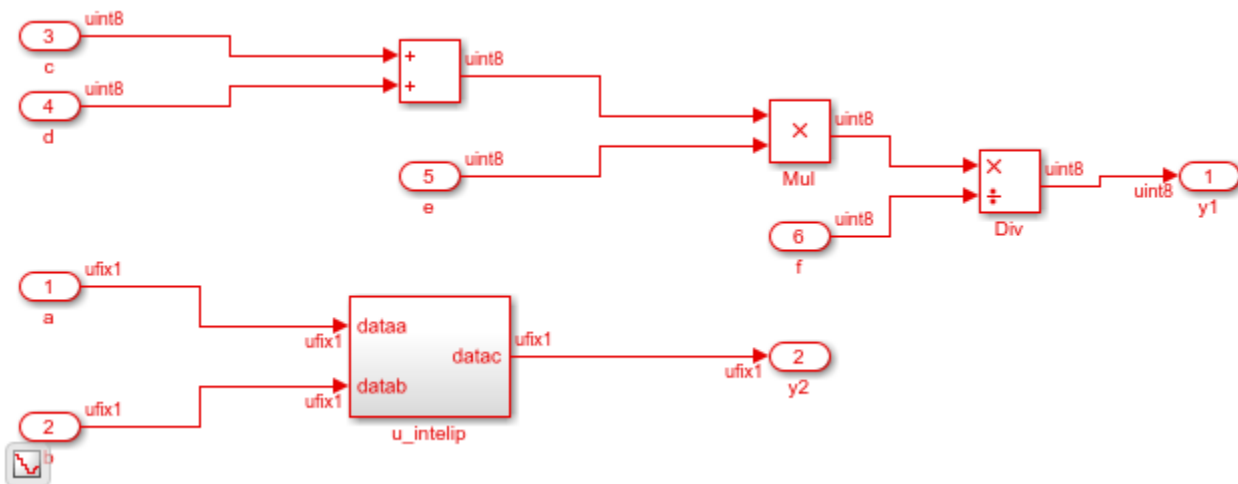 uint8
3
c
uint8
4
d
+
+
uint8
uint8
5
e
×
uint8
Mul
uint8
6
f
×
÷
uint8
Div
uint8
1
y1
ufix1
1
a
ufix1
2
b
ufix1
dataa
ufix1
datab
datac
u_intelip
ufix1
ufix1
2
y2